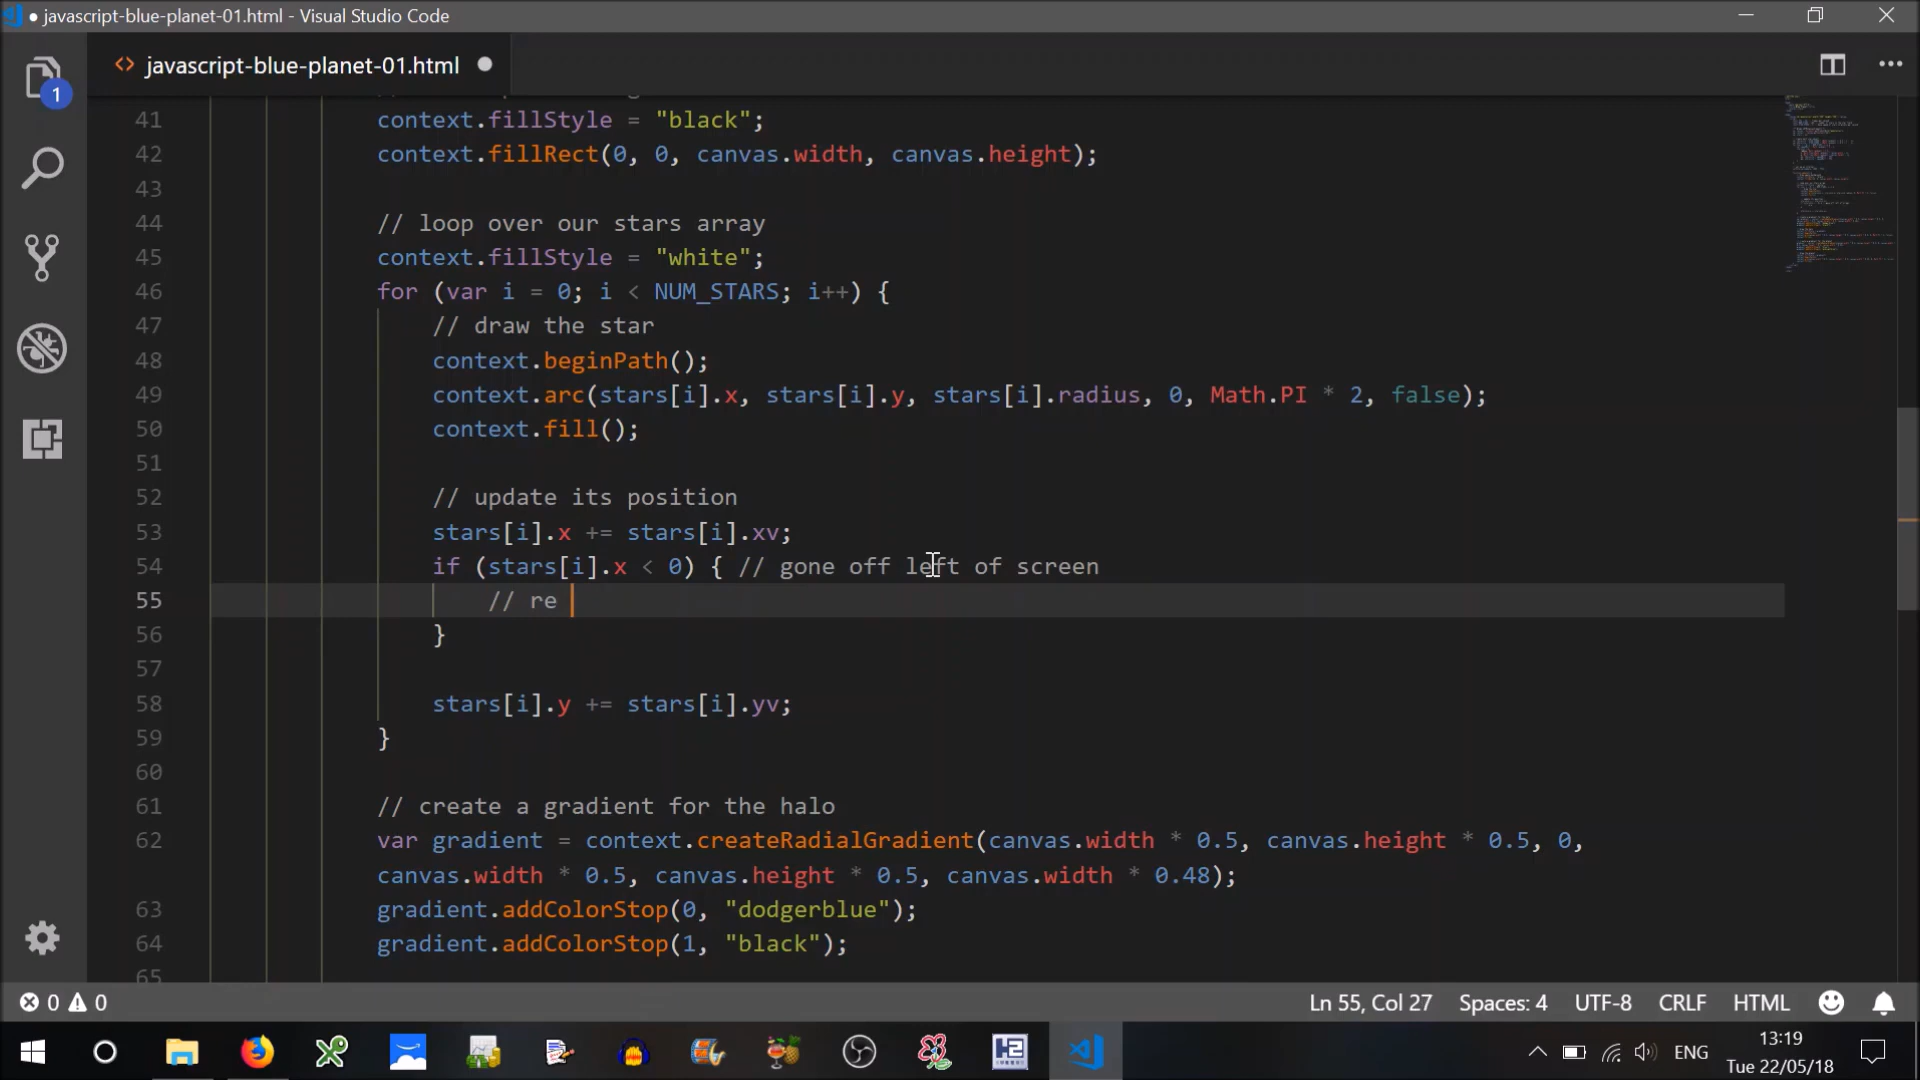 javascript-blue-planet-01.html - Visual Studio Code
javascript-blue-planet-01.html
1
41 context.fillStyle = "black";
42 context.fillRect(0, 0, canvas.width, canvas.height);
43
44 // loop over our stars array
45 context.fillStyle = "white";
46 for (var i = 0; i < NUM_STARS; i++) {
47 // draw the star
48 context.beginPath();
49 context.arc(stars[i].x, stars[i].y, stars[i].radius, 0, Math.PI * 2, false);
50 context.fill();
51
52 // update its position
53 stars[i].x += stars[i].xv;
54 if (stars[i].x < 0) { // gone off left of screen
55 // re
56 }
57
58 stars[i].y += stars[i].yv;
59 }
60
61 // create a gradient for the halo
62 var gradient = context.createRadialGradient(canvas.width * 0.5, canvas.height * 0.5, 0,
canvas.width * 0.5, canvas.height * 0.5, canvas.width * 0.48);
63 gradient.addColorStop(0, "dodgerblue");
64 gradient.addColorStop(1, "black");
65
0 0 Ln 55, Col 27 Spaces: 4 UTF-8 CRLF HTML
ENG 13:19
Tue 22/05/18